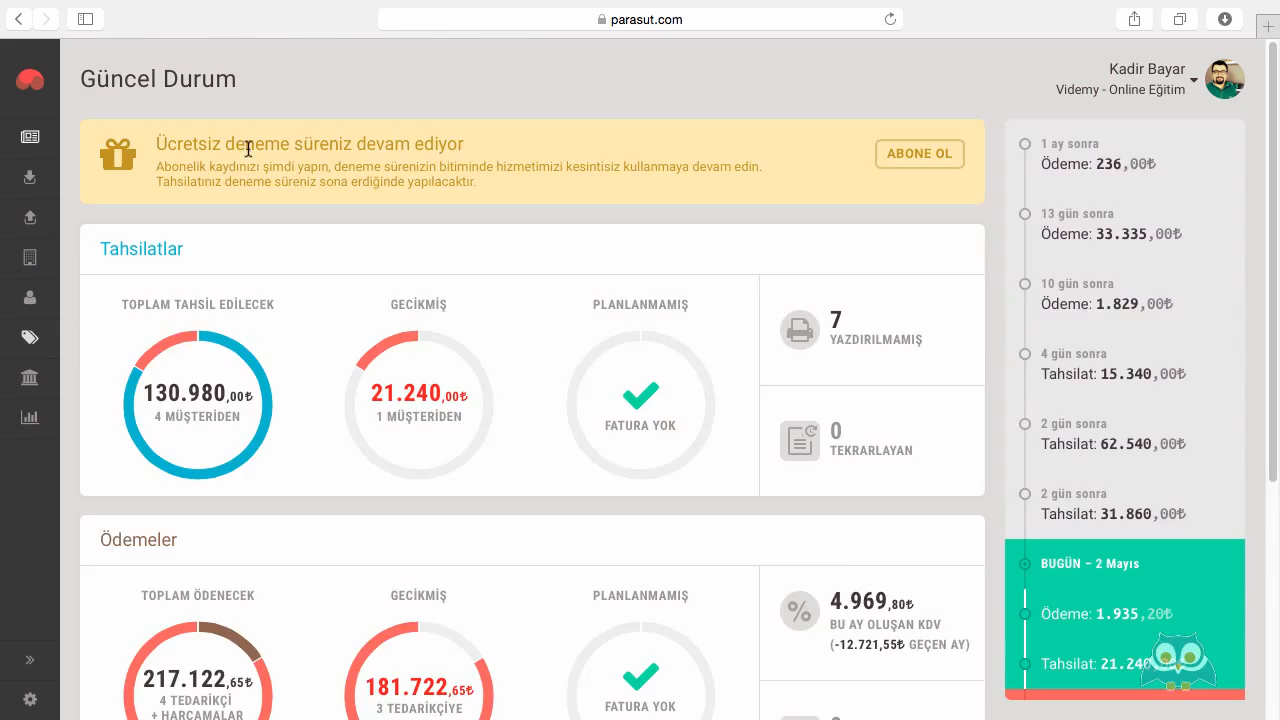 parasut.com
Güncel Durum
Kadir Bayar
Videmy - Online Eğitim
Ücretsiz deneme süreniz devam ediyor
Abonelik kaydınızı şimdi yapın, deneme sürenizin bitiminde hizmetimizi kesintisiz kullanmaya devam edin.
Tahsilatınız deneme süreniz sona erdiğinde yapılacaktır.
ABONE OL
Tahsilatlar
TOPLAM TAHSİL EDİLECEK
130.980,00₺
4 MÜŞTERİDEN
GECİKMİŞ
21.240,00₺
1 MÜŞTERİDEN
PLANLANMAMIŞ
FATURA YOK
7
YAZDIRILMAMIŞ
0
TEKRARLAYAN
Ödemeler
TOPLAM ÖDENECEK
217.122,65₺
4 TEDARİKÇİ
+ HARCAMALAR
GECİKMİŞ
181.722,65₺
3 TEDARİKÇİYE
PLANLANMAMIŞ
FATURA YOK
%
4.969,80₺
BU AY OLUŞAN KDV
(-12.721,55₺ GEÇEN AY)
1 ay sonra
Ödeme: 236,00₺
13 gün sonra
Ödeme: 33.335,00₺
10 gün sonra
Ödeme: 1.829,00₺
4 gün sonra
Tahsilat: 15.340,00₺
2 gün sonra
Tahsilat: 62.540,00₺
2 gün sonra
Tahsilat: 31.860,00₺
BUGÜN – 2 Mayıs
Ödeme: 1.935,20₺
Tahsilat: 21.240